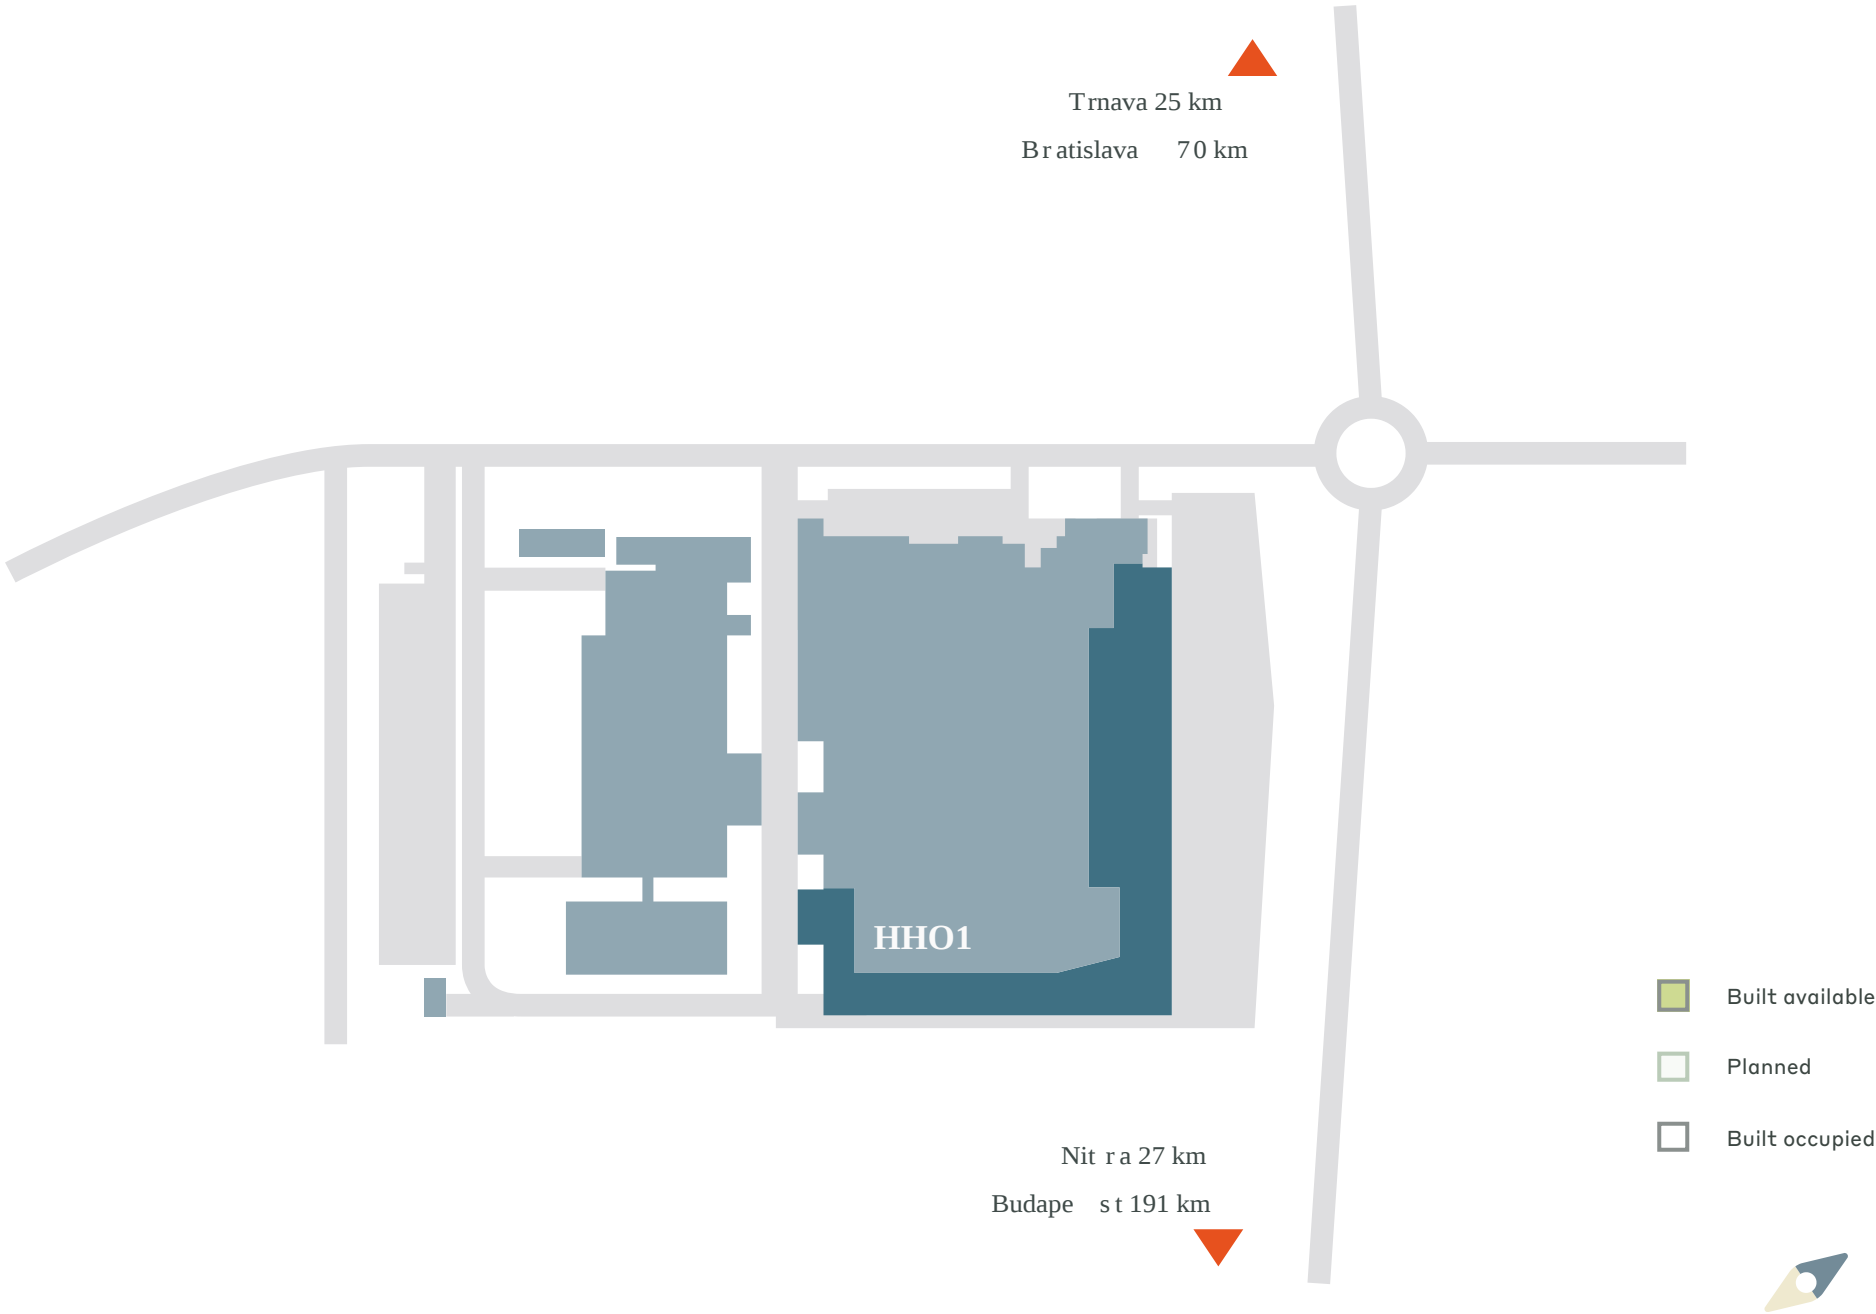 Trnava 25 km
Bratislava 70 km
HHO1
Built available
Planned
Built occupied
Nitra 27 km
Budapest 191 km